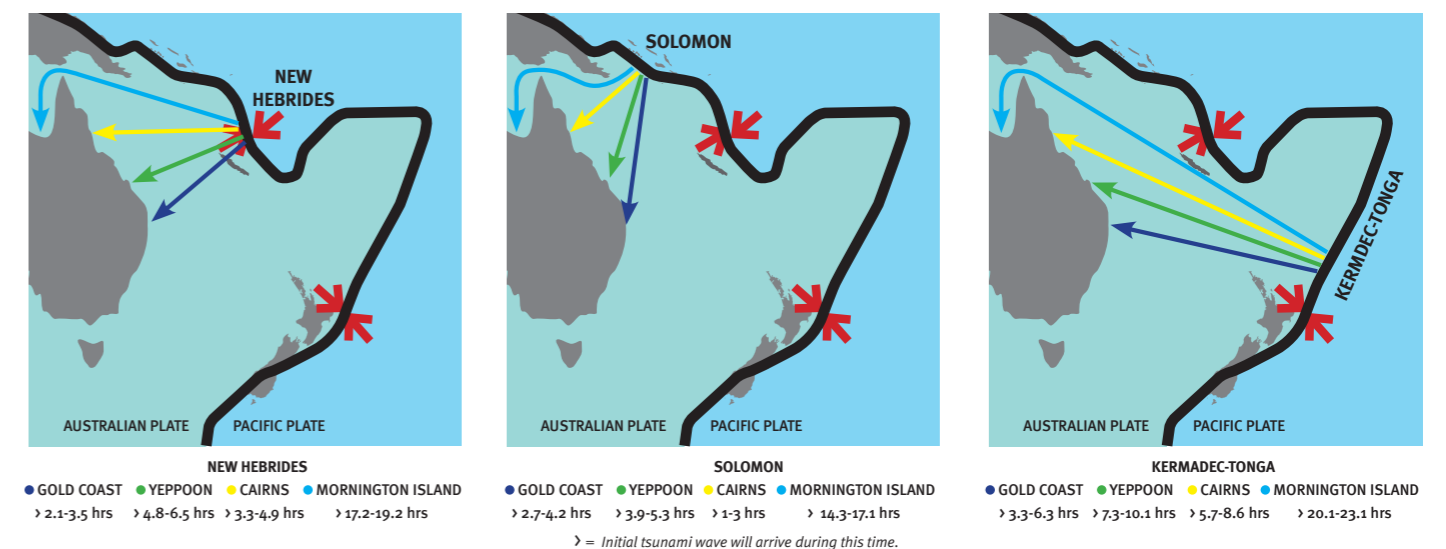 NEW
HEBRIDES
AUSTRALIAN PLATE PACIFIC PLATE
NEW HEBRIDES
GOLD COAST YEPPOON CAIRNS MORNINGTON ISLAND
> 2.1-3.5 hrs > 4.8-6.5 hrs > 3.3-4.9 hrs > 17.2-19.2 hrs
SOLOMON
AUSTRALIAN PLATE PACIFIC PLATE
SOLOMON
GOLD COAST YEPPOON CAIRNS MORNINGTON ISLAND
> 2.7-4.2 hrs > 3.9-5.3 hrs > 1-3 hrs > 14.3-17.1 hrs
KERMDEC-TONGA
AUSTRALIAN PLATE PACIFIC PLATE
KERMADEC-TONGA
GOLD COAST YEPPOON CAIRNS MORNINGTON ISLAND
> 3.3-6.3 hrs > 7.3-10.1 hrs > 5.7-8.6 hrs > 20.1-23.1 hrs
> = Initial tsunami wave will arrive during this time.